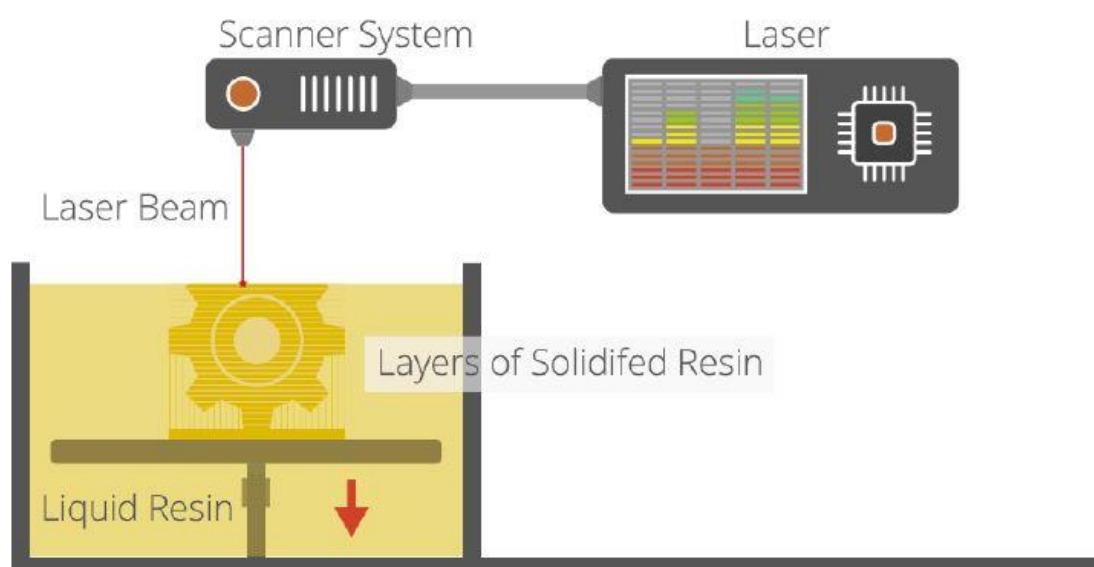 Scanner System
Laser
Laser Beam
Layers of Solidifed Resin
Liquid Resin